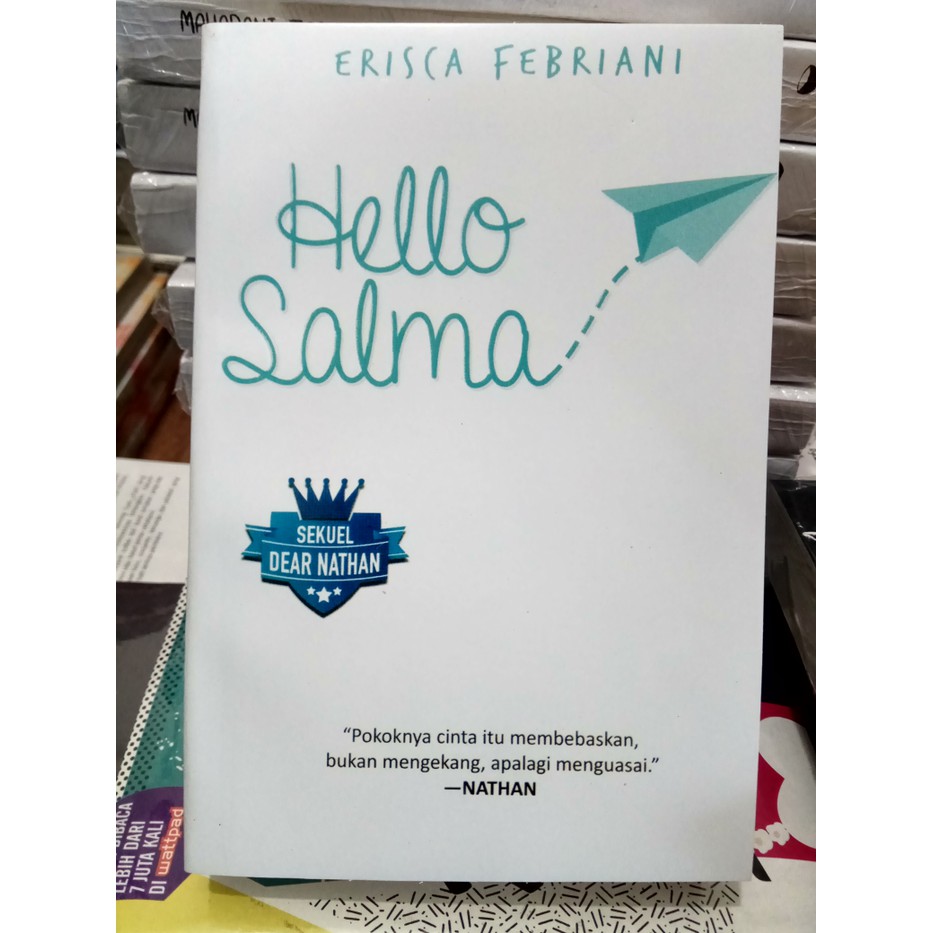 ERISCA FEBRIANI
Hello
Salma
SEKUEL
DEAR NATHAN
“Pokoknya cinta itu membebaskan,
bukan mengekang, apalagi menguasai.”
—NATHAN
DIBACA
LEBIH DARI
7 JUTA KALI
DI wattpad